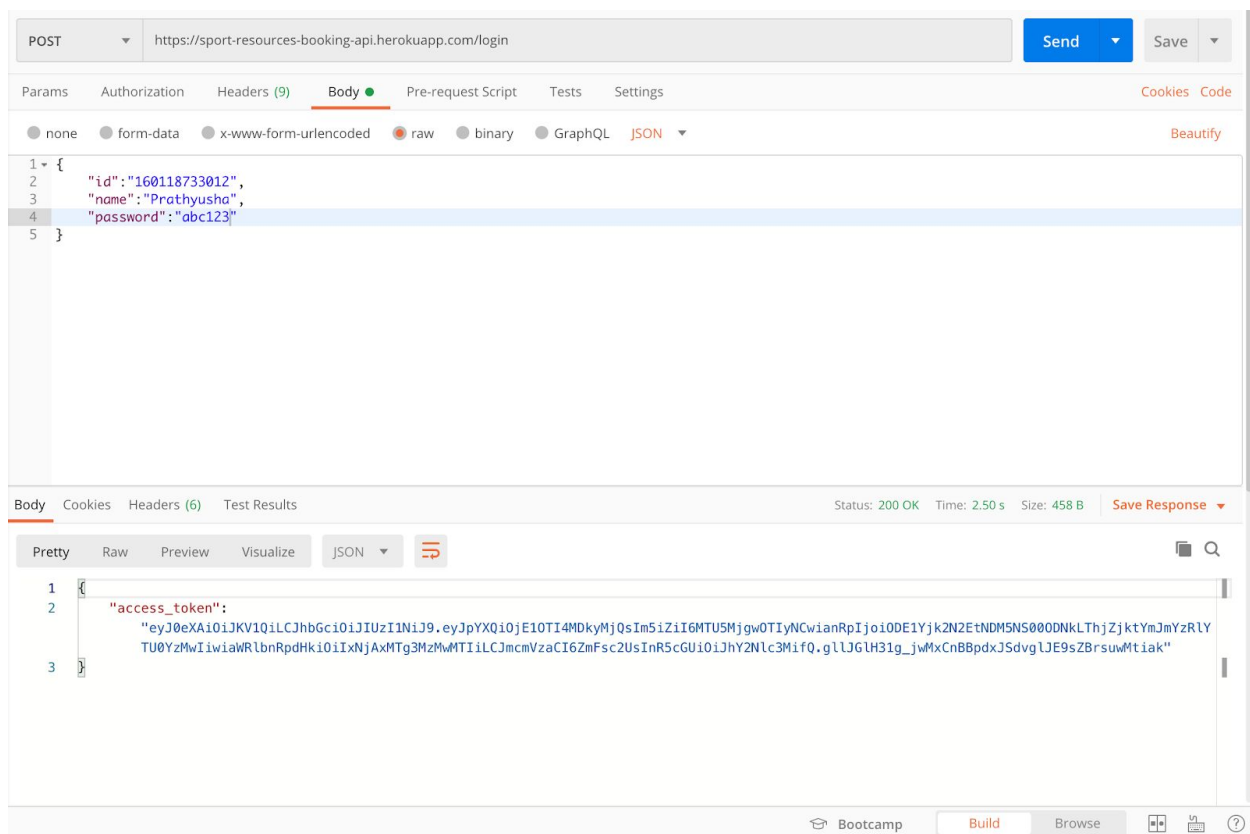 POST https://sport-resources-booking-api.herokuapp.com/login Send Save
Params Authorization Headers (9) Body Pre-request Script Tests Settings Cookies Code
none form-data x-www-form-urlencoded raw binary GraphQL JSON Beautify
1 {
2 "id":"160118733012",
3 "name":"Prathyusha",
4 "password":"abc123"
5 }
Body Cookies Headers (6) Test Results Status: 200 OK Time: 2.50 s Size: 458 B Save Response
Pretty Raw Preview Visualize JSON
1 {
2 "access_token":
"eyJ0eXAiOiJKV1QiLCJhbGciOiJIUzI1NiJ9.eyJpYXQiOjE1OTI4MDkyMjQsIm5iZiI6MTU5MjgwOTIyNCwianRpIjoiODE1Yjk2N2EtNDM5NS00ODNkLThjZjktYmJmYzRlY
TU0YzMwIiwiaWRlbnRpdHkiOiIxNjAxMTg3MzMwMTIiLCJmcmVzaCI6ZmFsc2UsInR5cGUiOiJhY2Nlc3MifQ.gllJGlH31g_jwMxCnBBpdxJSdvglJE9sZBrsuwMtiak"
3 }
Bootcamp Build Browse